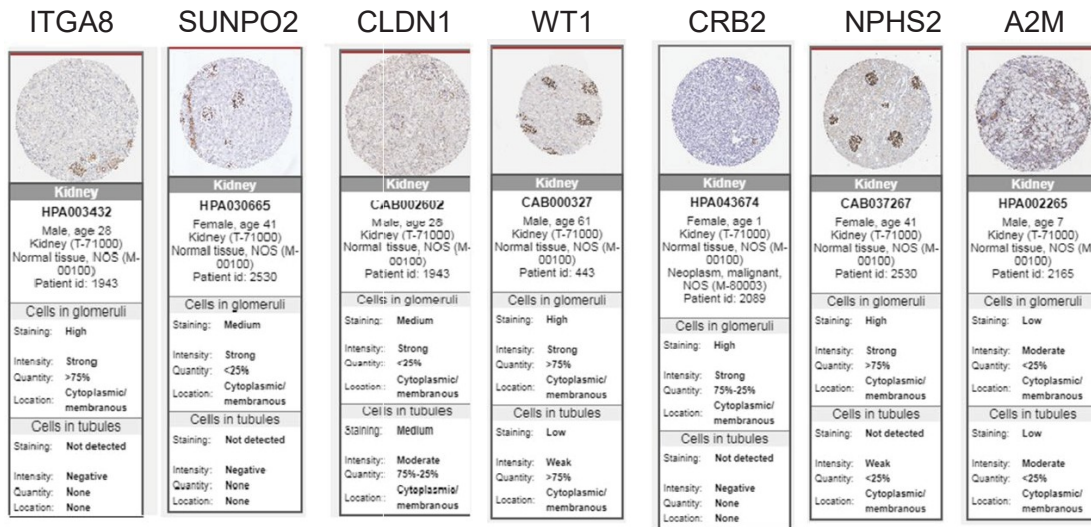 ITGA8
SUNPO2
CLDN1
WT1
CRB2
NPHS2
A2M
Kidney
HPA003432
Male, age 28
Kidney (T-71000)
Normal tissue, NOS (M-
00100)
Patient id: 1943
Cells in glomeruli
Staining: High
Intensity: Strong
Quantity: >75%
Location: Cytoplasmic/
membranous
Cells in tubules
Staining: Not detected
Intensity: Negative
Quantity: None
Location: None
Kidney
HPA030665
Female, age 41
Kidney (T-71000)
Normal tissue, NOS (M-
00100)
Patient id: 2530
Cells in glomeruli
Staining: Medium
Intensity: Strong
Quantity: <25%
Location: Cytoplasmic/
membranous
Cells in tubules
Staining: Not detected
Intensity: Negative
Quantity: None
Location: None
Kidney
CAB002602
Male, age 28
Kidney (T-71000)
Normal tissue, NOS (M-
00100)
Patient id: 1943
Cells in glomeruli
Staining: Medium
Intensity: Strong
Quantity: <25%
Location: Cytoplasmic/
membranous
Cells in tubules
Staining: Medium
Intensity: Moderate
Quantity: 75%-25%
Location: Cytoplasmic/
membranous
Kidney
CAB000327
Male, age 61
Kidney (T-71000)
Normal tissue, NOS (M-
00100)
Patient id: 443
Cells in glomeruli
Staining: High
Intensity: Strong
Quantity: >75%
Location: Cytoplasmic/
membranous
Cells in tubules
Staining: Low
Intensity: Weak
Quantity: >75%
Location: Cytoplasmic/
membranous
Kidney
HPA043674
Female, age 1
Kidney (T-71000)
Normal tissue, NOS (M-
00100)
Neoplasm, malignant,
NOS (M-80003)
Patient id: 2089
Cells in glomeruli
Staining: High
Intensity: Strong
Quantity: 75%-25%
Location: Cytoplasmic/
membranous
Cells in tubules
Staining: Not detected
Intensity: Negative
Quantity: None
Location: None
Kidney
CAB037267
Female, age 41
Kidney (T-71000)
Normal tissue, NOS (M-
00100)
Patient id: 2530
Cells in glomeruli
Staining: High
Intensity: Strong
Quantity: >75%
Location: Cytoplasmic/
membranous
Cells in tubules
Staining: Not detected
Intensity: Weak
Quantity: <25%
Location: Cytoplasmic/
membranous
Kidney
HPA002265
Male, age 7
Kidney (T-71000)
Normal tissue, NOS (M-
00100)
Patient id: 2165
Cells in glomeruli
Staining: Low
Intensity: Moderate
Quantity: <25%
Location: Cytoplasmic/
membranous
Cells in tubules
Staining: Low
Intensity: Moderate
Quantity: <25%
Location: Cytoplasmic/
membranous